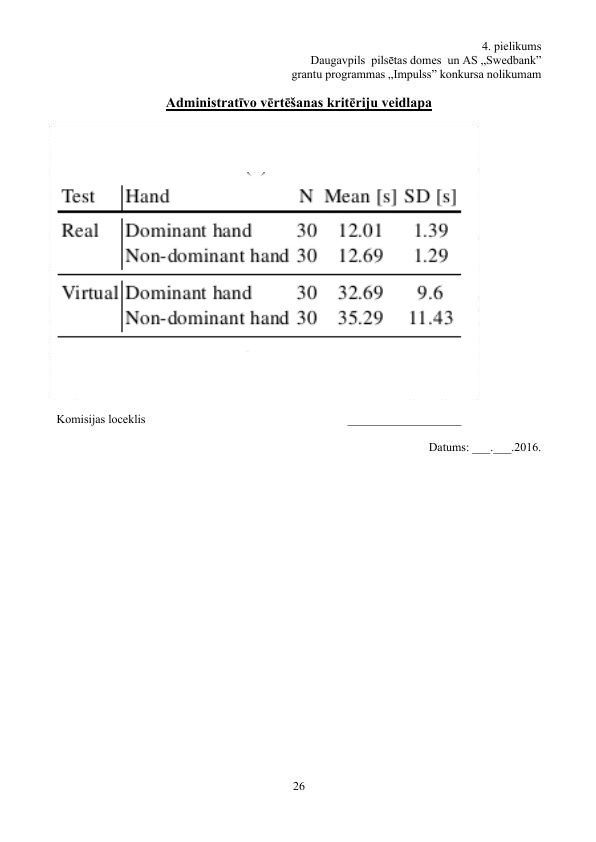 4. pielikums
Daugavpils pilsētas domes un AS „Swedbank”
grantu programmas „Impulss” konkursa nolikumam
Administratīvo vērtēšanas kritēriju veidlapa
Test Hand N Mean [s] SD [s]
Real Dominant hand 30 12.01 1.39
Non-dominant hand 30 12.69 1.29
Virtual Dominant hand 30 32.69 9.6
Non-dominant hand 30 35.29 11.43
Komisijas loceklis ___________________
Datums: ___.___.2016.
26